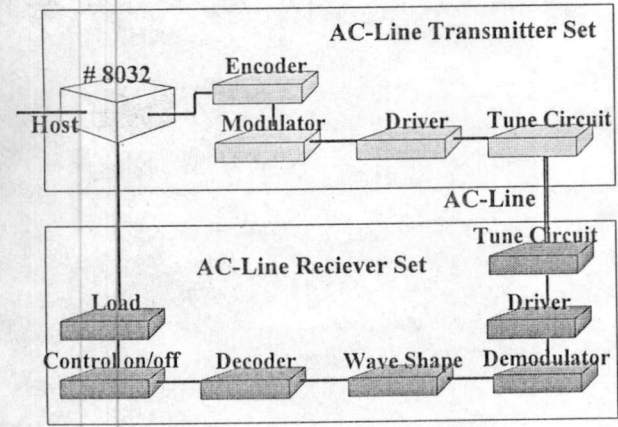 AC-Line Transmitter Set
# 8032
Encoder
Host
Modulator
Driver
Tune Circuit
AC-Line
Tune Circuit
AC-Line Reciever Set
Load
Driver
Control on/off
Decoder
Wave Shape
Demodulator